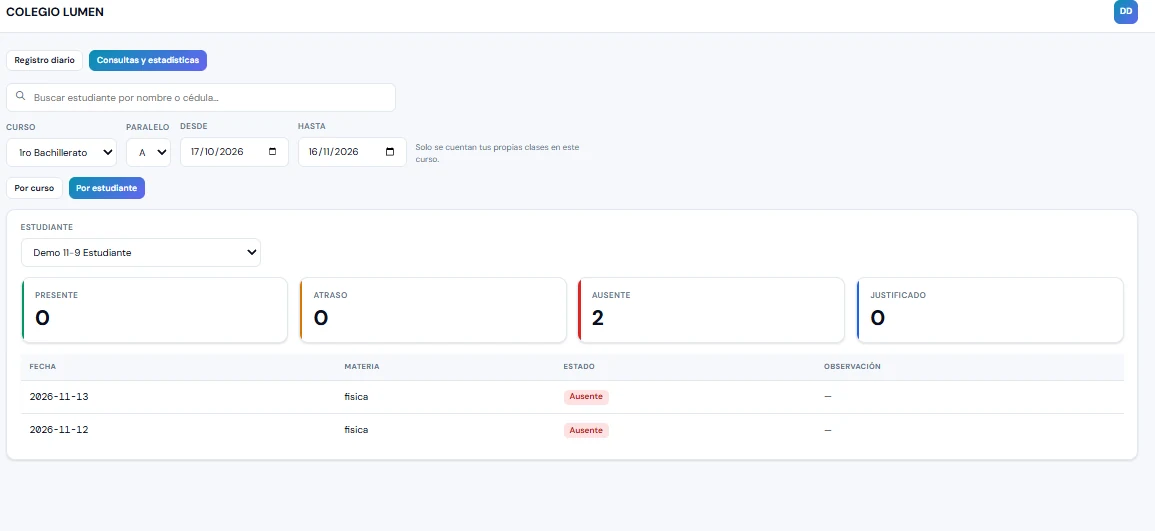 COLEGIO LUMEN
DD
Registro diario
Consultas y estadísticas
Buscar estudiante por nombre o cédula...
CURSO
PARALELO
DESDE
HASTA
1ro Bachillerato
A
17/10/2026
16/11/2026
Solo se cuentan tus propias clases en este
curso.
Por curso
Por estudiante
ESTUDIANTE
Demo 11-9 Estudiante
PRESENTE
ATRASO
AUSENTE
JUSTIFICADO
0
0
2
0
FECHA
MATERIA
ESTADO
OBSERVACIÓN
2026-11-13
fisica
Ausente
—
2026-11-12
fisica
Ausente
—